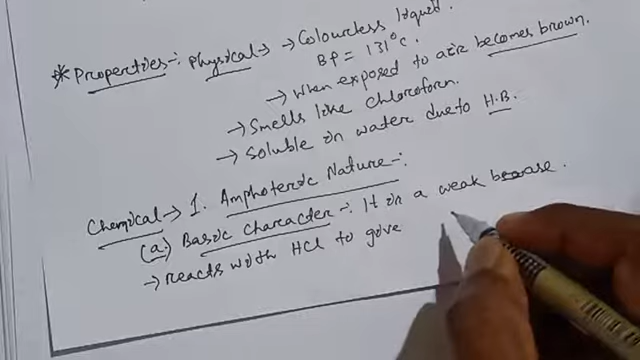 * Properties:- Physical → → Colourless liquid.
BP = 131°C.
→ When exposed to air becomes brown.
→ Smells like chloroform.
→ Soluble in water due to H.B.
Chemical → 1. Amphoteric Nature -:
(a.) Basic Character -: It is a weak base.
→ reacts with HCl to give